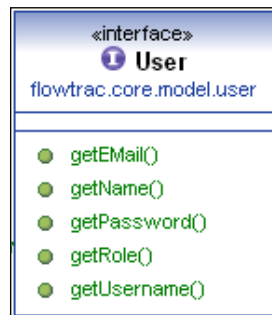 «interface»
I User
flowtrac.core.model.user
getEMail()
getName()
getPassword()
getRole()
getUsername()